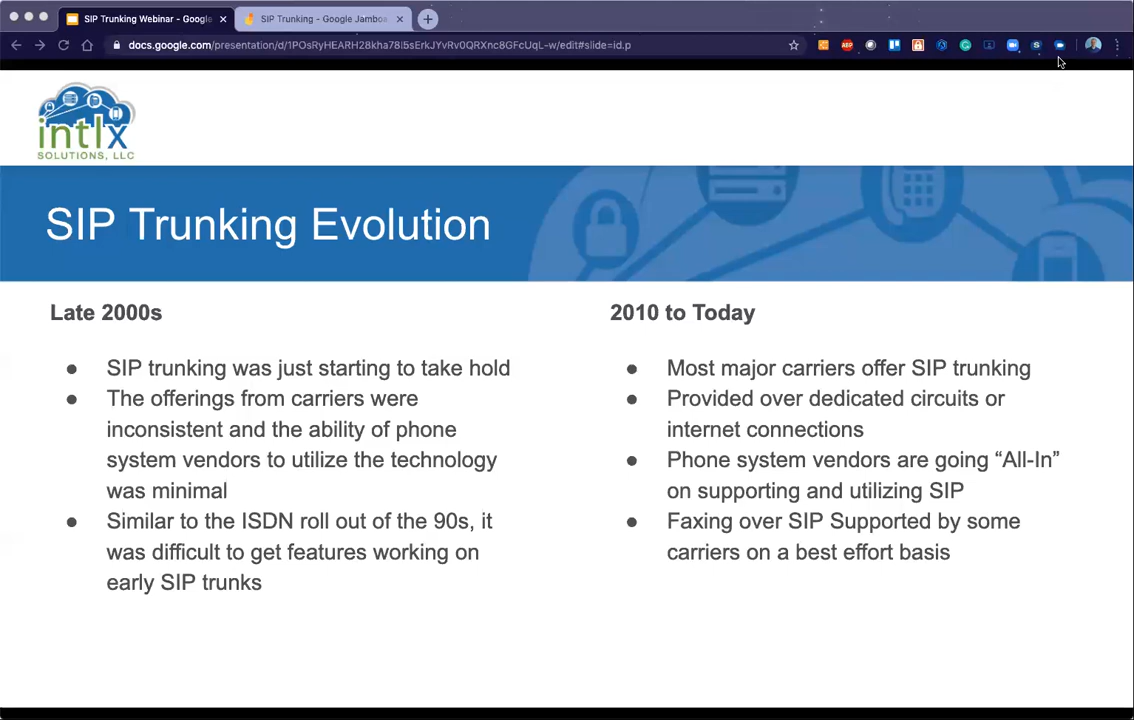 SIP Trunking Webinar - Google
SIP Trunking - Google Jamboa
docs.google.com/presentation/d/1POsRyHEARH28kha78I5sErkJYvRv0QRXnc8GFcUqL-w/edit#slide=id.p
ABP
intlx
SOLUTIONS, LLC
SIP Trunking Evolution
Late 2000s
● SIP trunking was just starting to take hold
● The offerings from carriers were
inconsistent and the ability of phone
system vendors to utilize the technology
was minimal
● Similar to the ISDN roll out of the 90s, it
was difficult to get features working on
early SIP trunks
2010 to Today
● Most major carriers offer SIP trunking
● Provided over dedicated circuits or
internet connections
● Phone system vendors are going “All-In”
on supporting and utilizing SIP
● Faxing over SIP Supported by some
carriers on a best effort basis